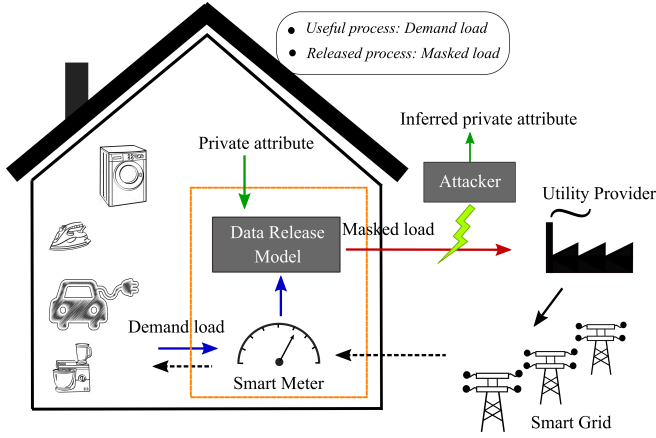 Useful process: Demand load
Released process: Masked load
Inferred private attribute
Private attribute
Attacker
Utility Provider
Masked load
Data Release
Model
Demand load
Smart Meter
Smart Grid